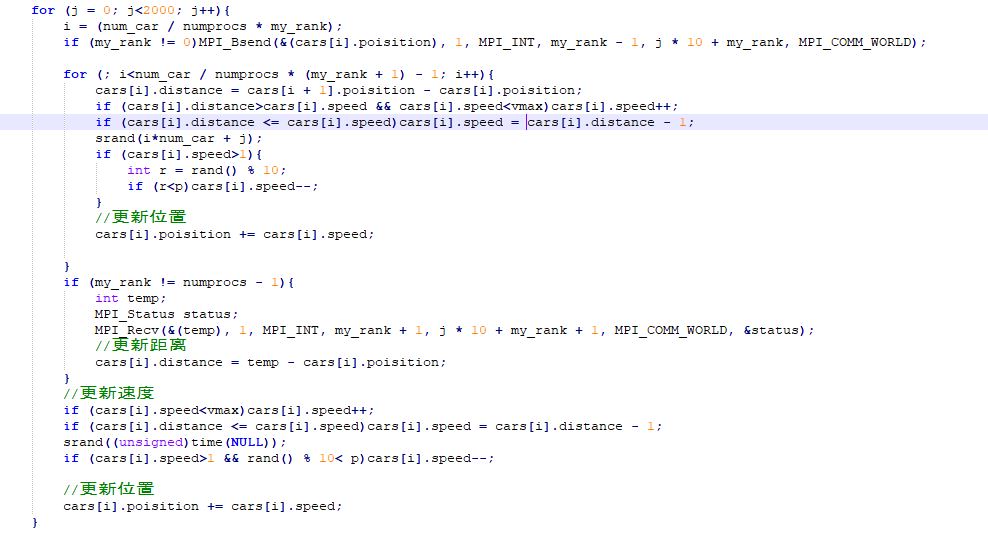 for (j = 0; j<2000; j++){
i = (num_car / numprocs * my_rank);
if (my_rank != 0)MPI_Bsend(&(cars[i].poisition), 1, MPI_INT, my_rank - 1, j * 10 + my_rank, MPI_COMM_WORLD);
for (; i<num_car / numprocs * (my_rank + 1) - 1; i++){
cars[i].distance = cars[i + 1].poisition - cars[i].poisition;
if (cars[i].distance>cars[i].speed && cars[i].speed<vmax)cars[i].speed++;
if (cars[i].distance <= cars[i].speed)cars[i].speed = cars[i].distance - 1;
srand(i*num_car + j);
if (cars[i].speed>1){
int r = rand() % 10;
if (r<p)cars[i].speed--;
}
//更新位置
cars[i].poisition += cars[i].speed;
}
if (my_rank != numprocs - 1){
int temp;
MPI_Status status;
MPI_Recv(&(temp), 1, MPI_INT, my_rank + 1, j * 10 + my_rank + 1, MPI_COMM_WORLD, &status);
//更新距离
cars[i].distance = temp - cars[i].poisition;
}
//更新速度
if (cars[i].speed<vmax)cars[i].speed++;
if (cars[i].distance <= cars[i].speed)cars[i].speed = cars[i].distance - 1;
srand((unsigned)time(NULL));
if (cars[i].speed>1 && rand() % 10< p)cars[i].speed--;
//更新位置
cars[i].poisition += cars[i].speed;
}